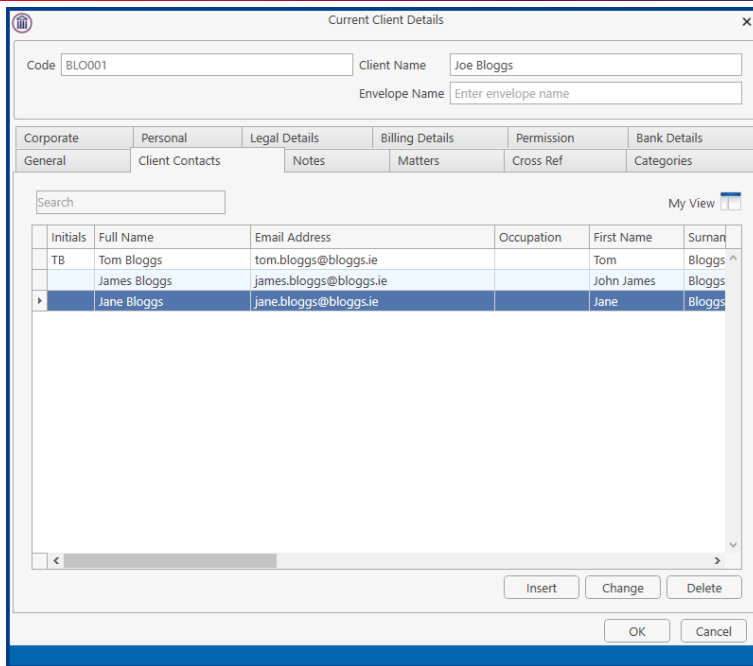 Current Client Details x
Code BLO001 Client Name Joe Bloggs
Envelope Name Enter envelope name
Corporate Personal Legal Details Billing Details Permission Bank Details
General Client Contacts Notes Matters Cross Ref Categories
Search My View
Initials Full Name Email Address Occupation First Name Surnan
TB Tom Bloggs tom.bloggs@bloggs.ie Tom Bloggs
James Bloggs james.bloggs@bloggs.ie John James Bloggs
Jane Bloggs jane.bloggs@bloggs.ie Jane Bloggs
Insert Change Delete
OK Cancel